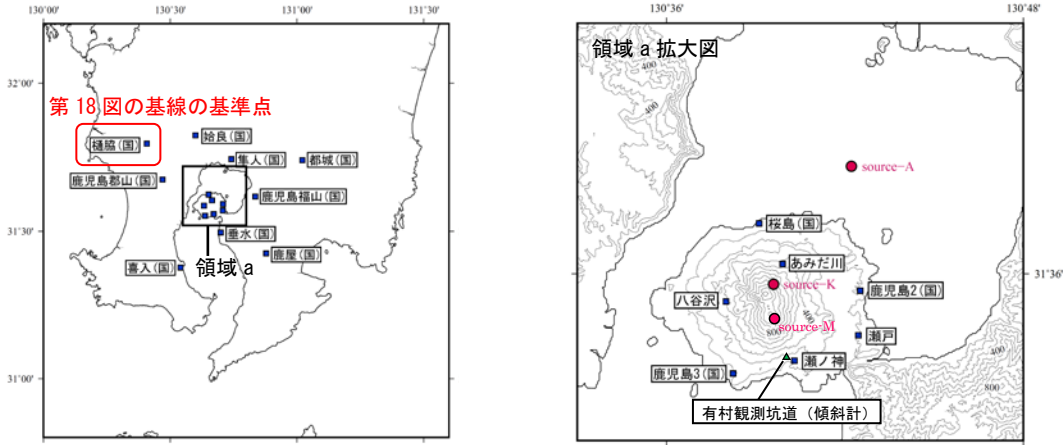 130°00'
130°30'
131°00'
131°30'
32°00'
31°30'
31°00'
第 18 図の基線の基準点
樋脇(国)
姶良(国)
隼人(国)
都城(国)
鹿児島郡山(国)
鹿児島福山(国)
垂水(国)
鹿屋(国)
喜入(国)
領域 a
130°36'
130°48'
31°36'
領域 a 拡大図
400
400
source-A
桜島(国)
あみだ川
source-K
鹿児島2(国)
八谷沢
400
source-M
800
瀬戸
瀬ノ神
鹿児島3(国)
400
800
有村観測坑道(傾斜計)